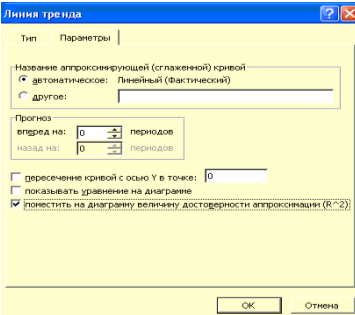 Линия тренда
Тип Параметры
Название аппроксимирующей (сглаженной) кривой
автоматическое: Линейный (Фактический)
другое:
Прогноз
вперед на: 0 периодов
назад на: 0 периодов
пересечение кривой с осью Y в точке: 0
показывать уравнение на диаграмме
поместить на диаграмму величину достоверности аппроксимации (R^2)
ОК Отмена